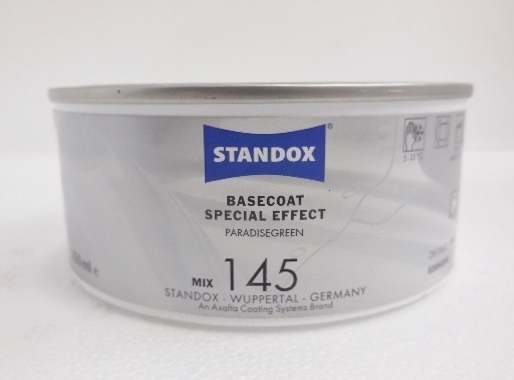 STANDOX®
BASECOAT
SPECIAL EFFECT
PARADISEGREEN
MIX 145
STANDOX - WUPPERTAL - GERMANY
An Axalta Coating Systems Brand